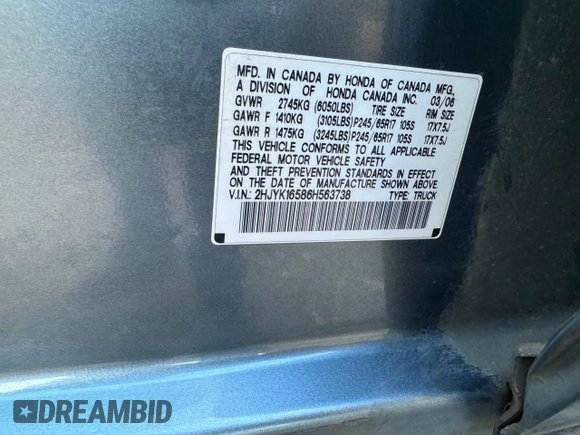 MFD. IN CANADA BY HONDA OF CANADA MFG.
A DIVISION OF HONDA CANADA INC. 03/06
GVWR 2745KG (6050LBS) TIRE SIZE RIM SIZE
GAWR F 1410KG (3105LBS) P245/65R17 105S 17X7.5J
GAWR R 1475KG (3245LBS) P245/65R17 105S 17X7.5J
THIS VEHICLE CONFORMS TO ALL APPLICABLE
FEDERAL MOTOR VEHICLE SAFETY
AND THEFT PREVENTION STANDARDS IN EFFECT
ON THE DATE OF MANUFACTURE SHOWN ABOVE.
V.I.N.: 2HJYK16586H563738 TYPE: TRUCK
DREAMBID